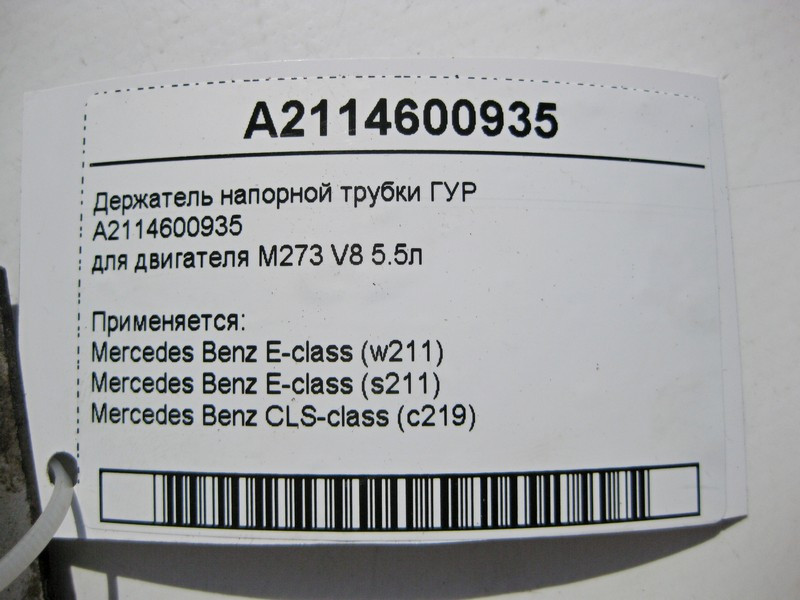 A2114600935
Держатель напорной трубки ГУР
A2114600935
для двигателя M273 V8 5.5л
Применяется:
Mercedes Benz E-class (w211)
Mercedes Benz E-class (s211)
Mercedes Benz CLS-class (c219)